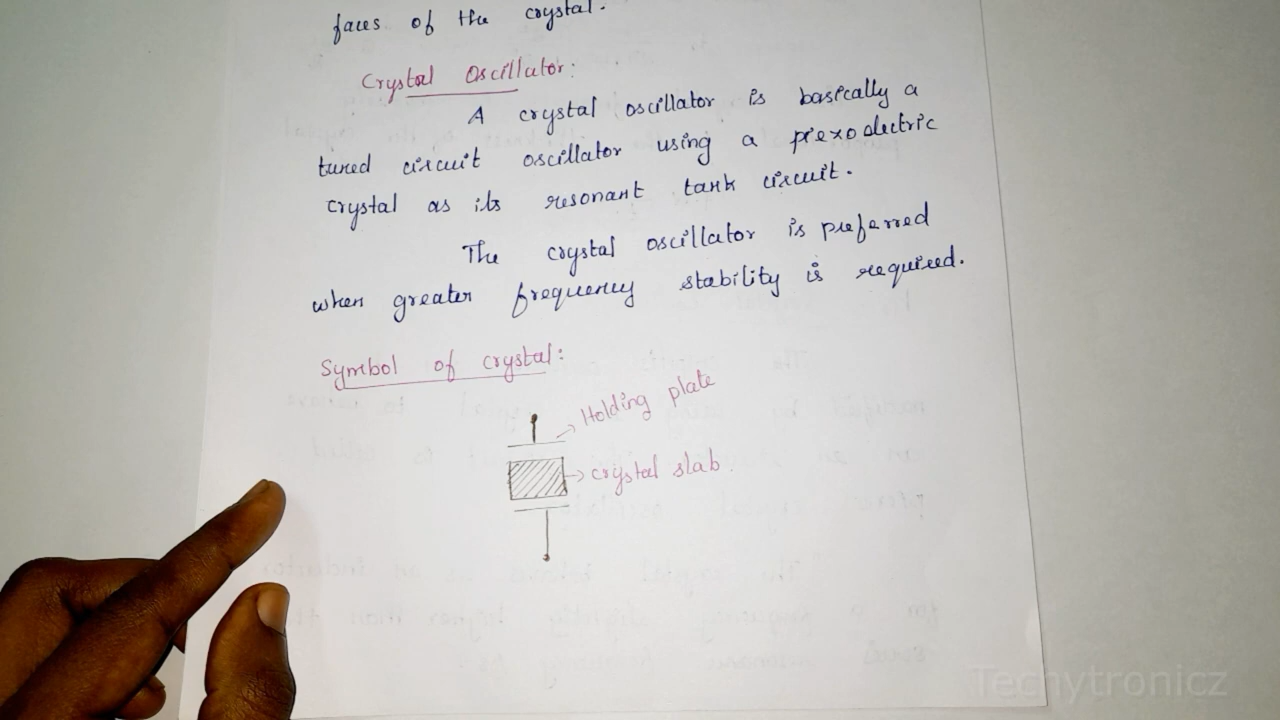 faces of the crystal.
Crystal Oscillator:
A crystal oscillator is basically a
tuned circuit oscillator using a piexo electric
crystal as its resonant tank circuit.
The crystal oscillator is preferred
when greater frequency stability is required.
Symbol of crystal:
Holding plate
crystal slab.
Techytronicz